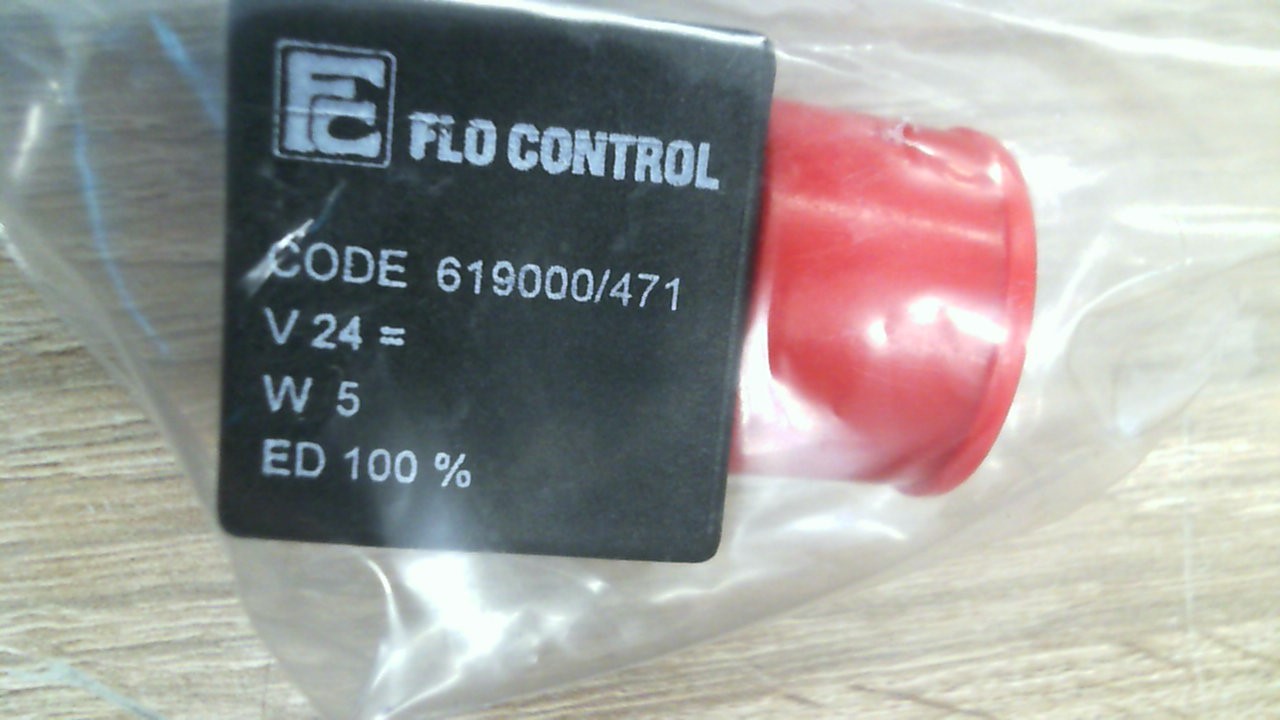 FC FLO CONTROL
CODE 619000/471
V 24 =
W 5
ED 100 %